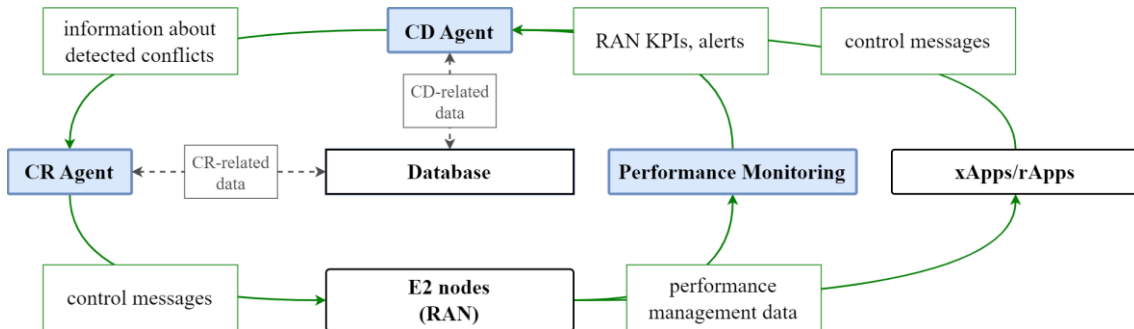 information about
detected conflicts
CD Agent
RAN KPIs, alerts
control messages
CD-related
data
CR Agent
CR-related
data
Database
Performance Monitoring
xApps/rApps
control messages
E2 nodes
(RAN)
performance
management data